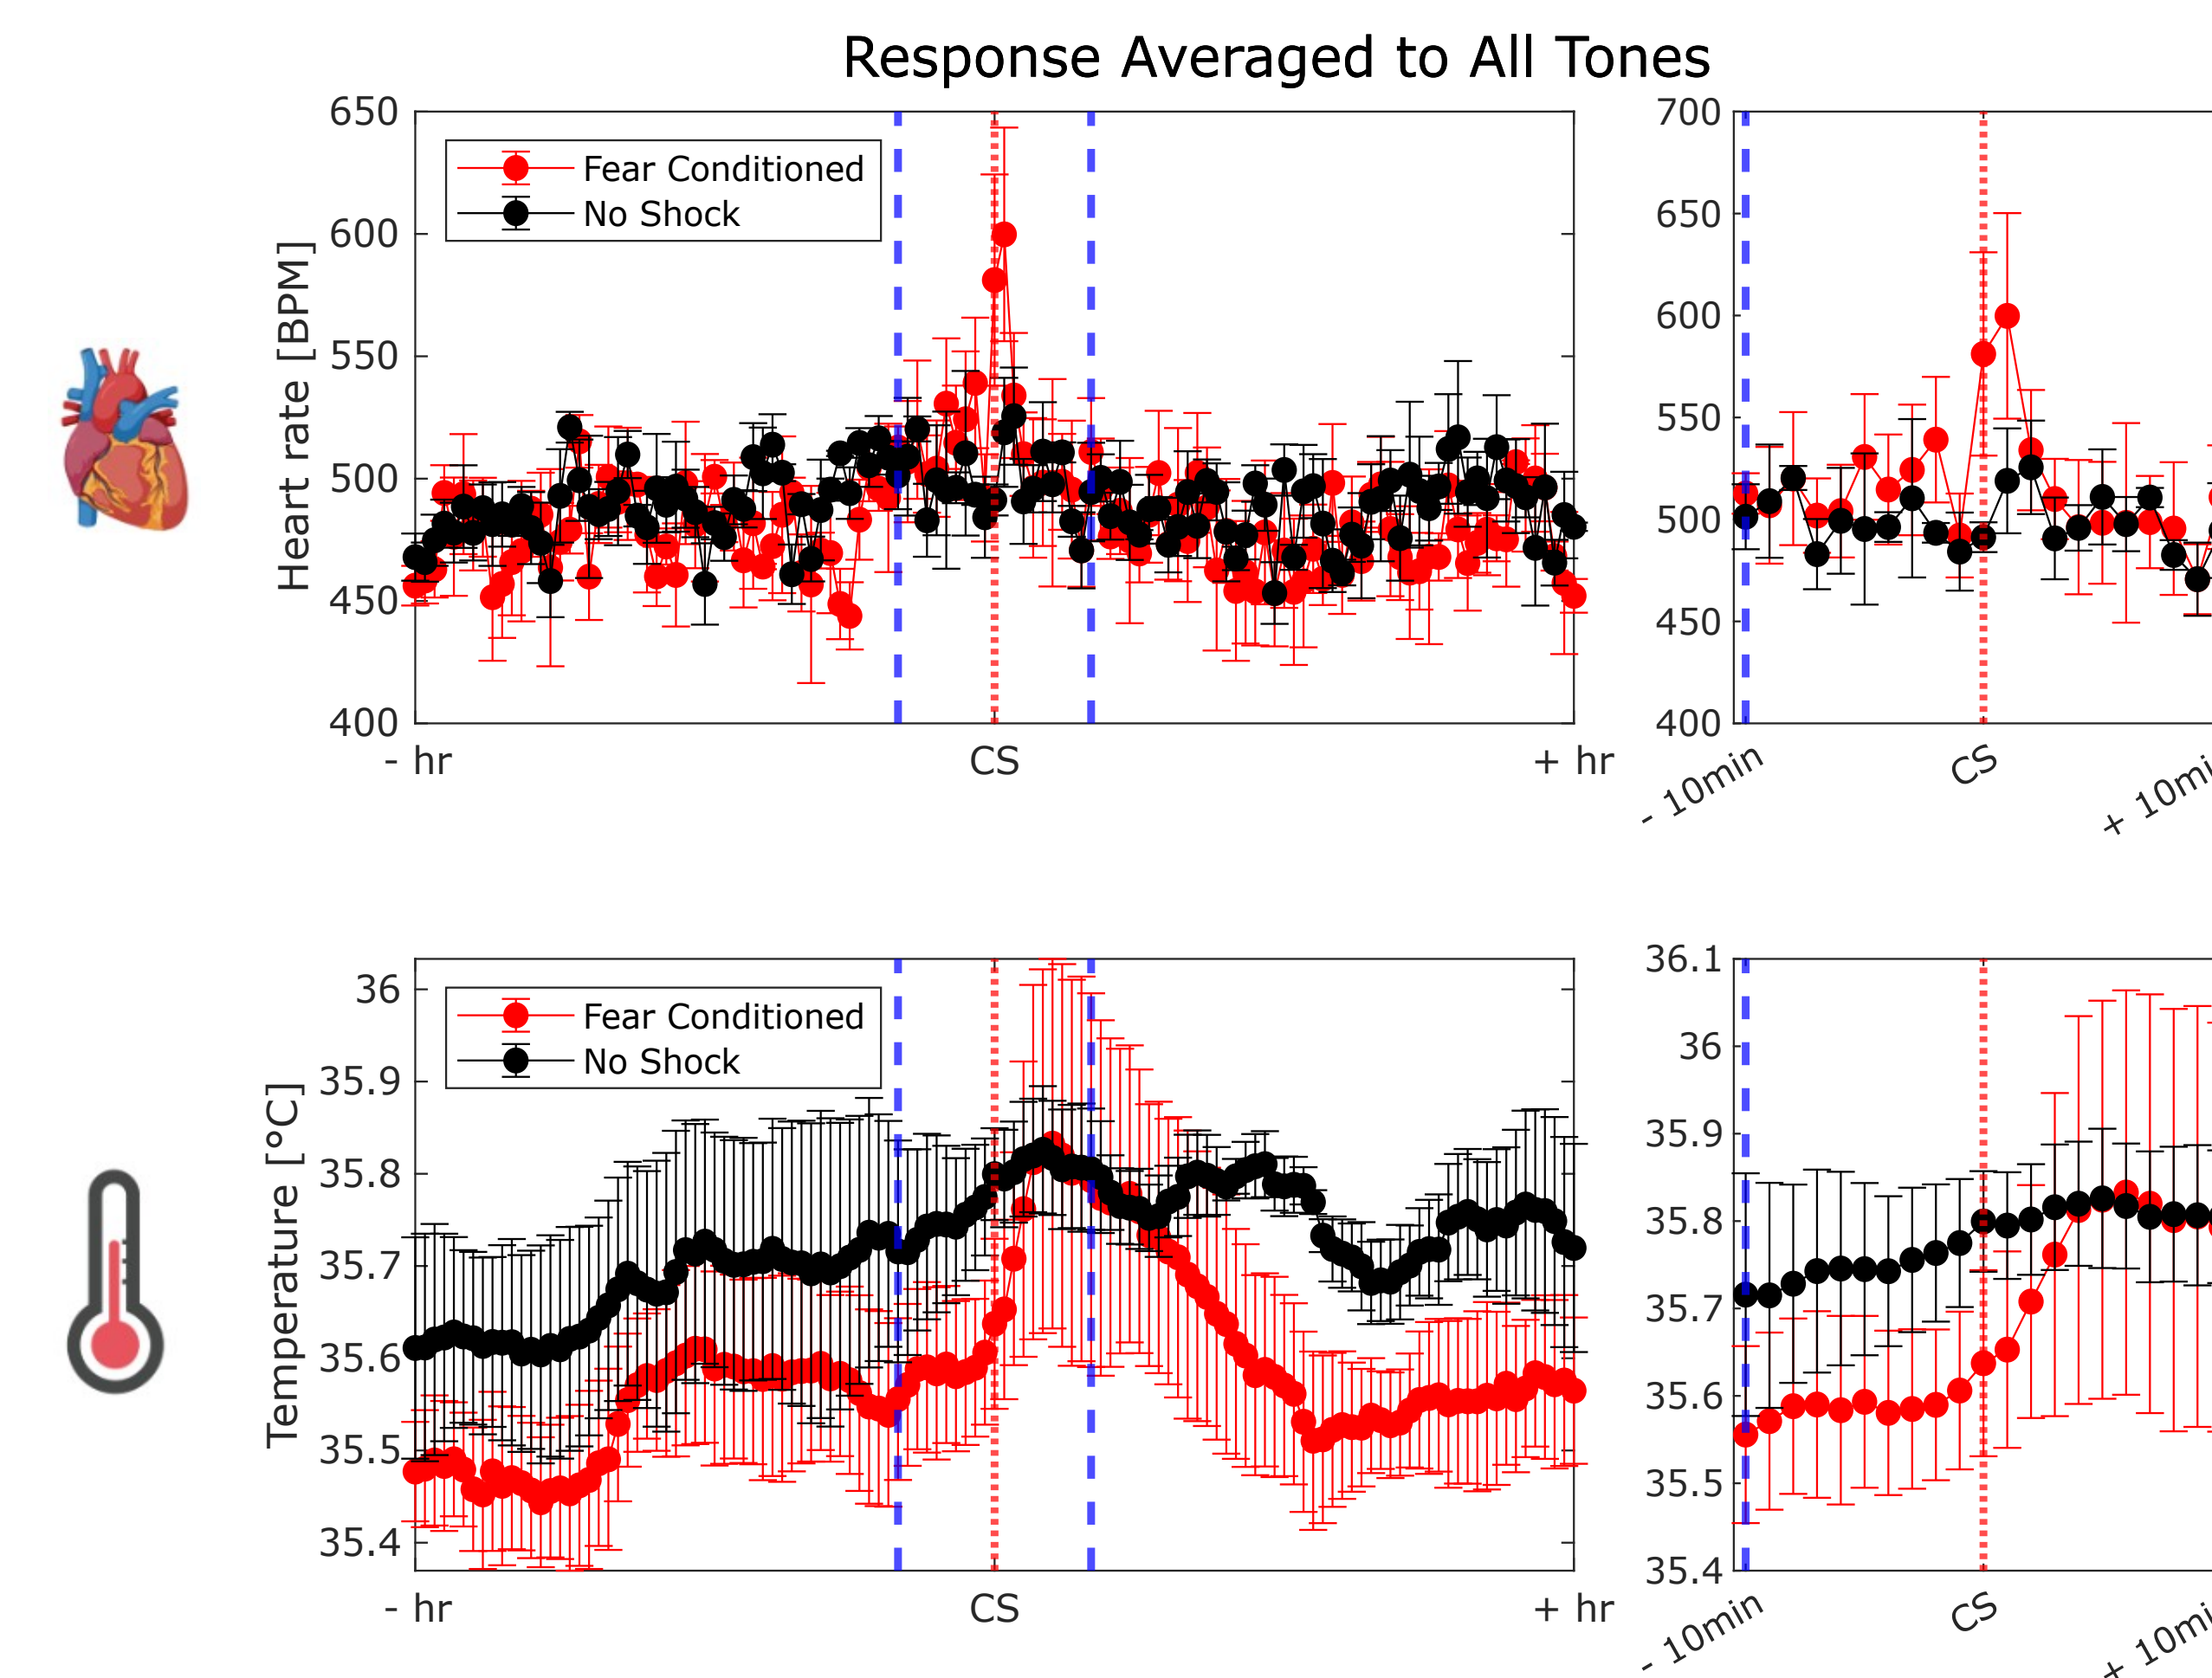 Response Averaged to All Tones
650
600
550
500
450
400
Heart rate [BPM]
Fear Conditioned
No Shock
- hr
CS
+ hr
700
650
600
550
500
450
400
- 10min
CS
36
35.9
35.8
35.7
35.6
35.5
35.4
Temperature [°C]
Fear Conditioned
No Shock
- hr
CS
+ hr
36.1
36
35.9
35.8
35.7
35.6
35.5
35.4
- 10min
CS